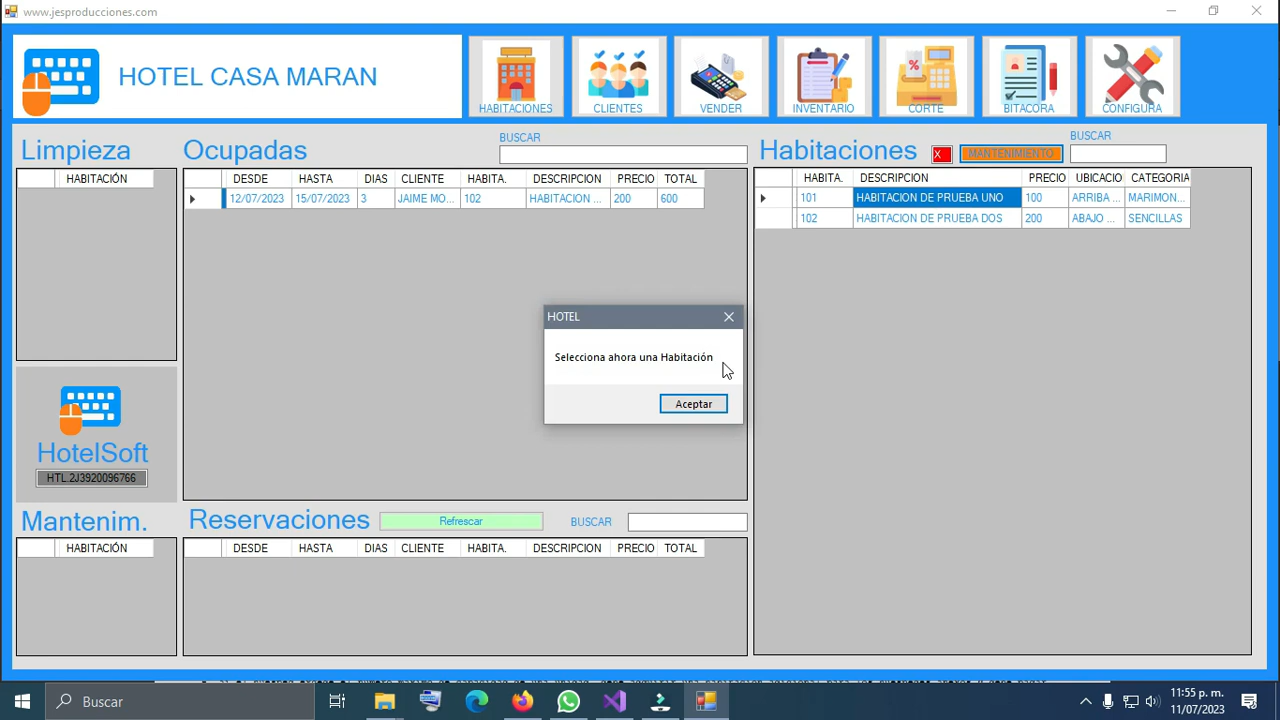 www.jesproducciones.com
HOTEL CASA MARAN
HABITACIONES
CLIENTES
VENDER
INVENTARIO
CORTE
BITACORA
CONFIGURA
Limpieza
HABITACIÓN
Ocupadas
BUSCAR
DESDE HASTA DIAS CLIENTE HABITA. DESCRIPCION PRECIO TOTAL
12/07/2023 15/07/2023 3 JAIME MO... 102 HABITACION ... 200 600
Habitaciones
X
MANTENIMIENTO
BUSCAR
HABITA. DESCRIPCION PRECIO UBICACIO CATEGORIA
101 HABITACION DE PRUEBA UNO 100 ARRIBA ... MARIMON...
102 HABITACION DE PRUEBA DOS 200 ABAJO ... SENCILLAS
HOTEL
Selecciona ahora una Habitación
Aceptar
HotelSoft
HTL.2J3920096766
Mantenim.
HABITACIÓN
Reservaciones
Refrescar
BUSCAR
DESDE HASTA DIAS CLIENTE HABITA. DESCRIPCION PRECIO TOTAL
Buscar
11:55 p. m.
11/07/2023